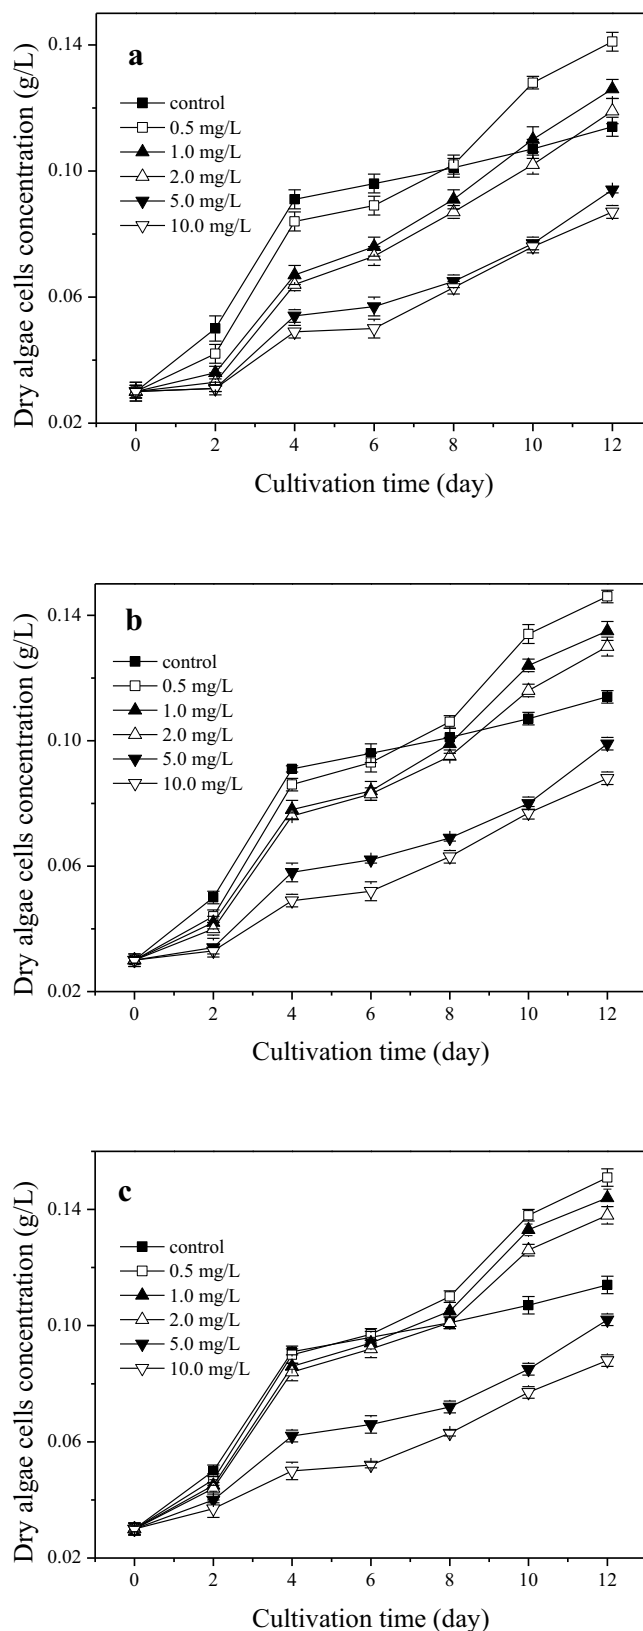 a
control
0.5 mg/L
1.0 mg/L
2.0 mg/L
5.0 mg/L
10.0 mg/L
Dry algae cells concentration (g/L)
0.14
0.10
0.06
0.02
0 2 4 6 8 10 12
Cultivation time (day)
b
control
0.5 mg/L
1.0 mg/L
2.0 mg/L
5.0 mg/L
10.0 mg/L
Dry algae cells concentration (g/L)
0.14
0.10
0.06
0.02
0 2 4 6 8 10 12
Cultivation time (day)
c
control
0.5 mg/L
1.0 mg/L
2.0 mg/L
5.0 mg/L
10.0 mg/L
Dry algae cells concentration (g/L)
0.14
0.10
0.06
0.02
0 2 4 6 8 10 12
Cultivation time (day)